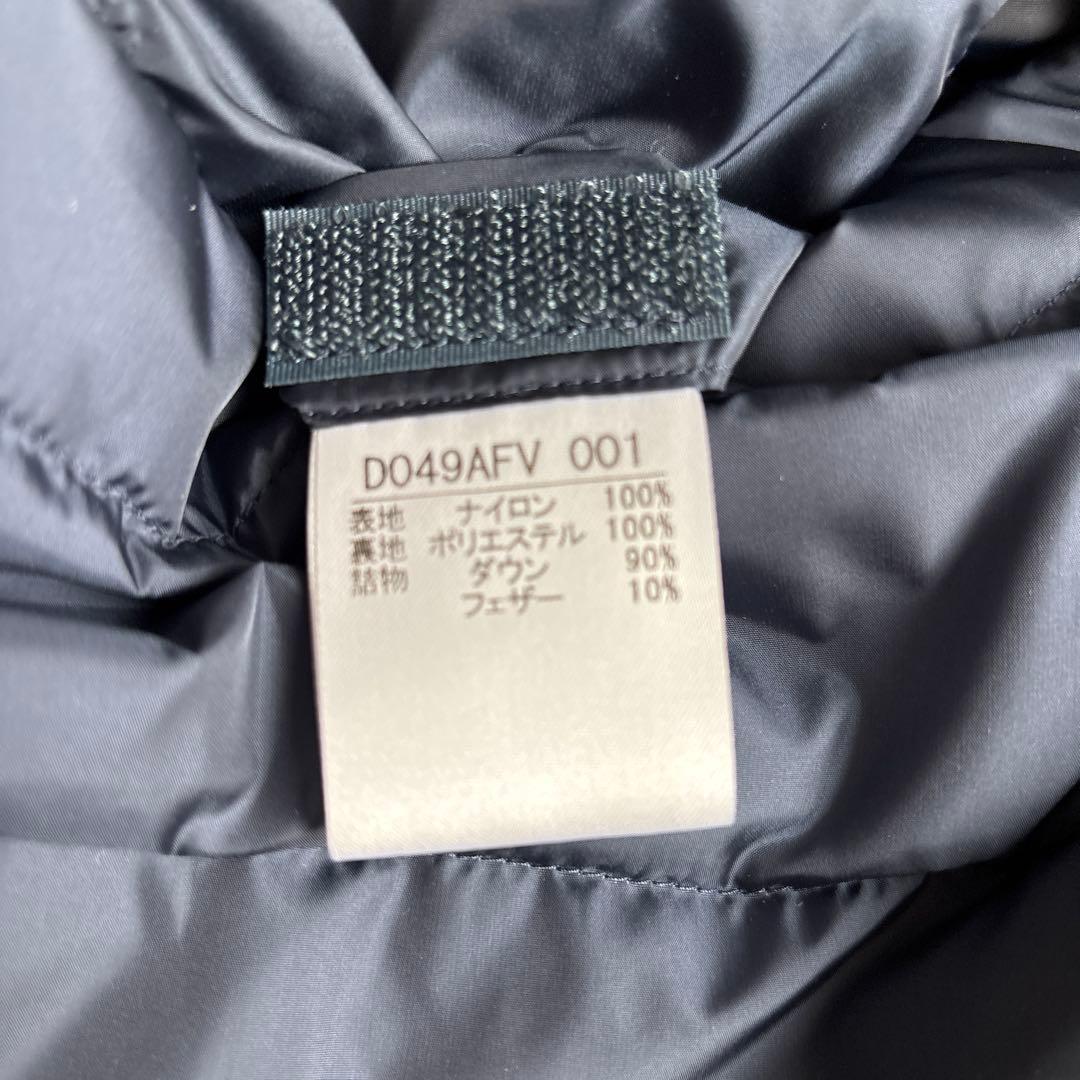 D049AFV 001
表地 ナイロン 100%
裏地 ポリエステル 100%
詰物 ダウン 90%
フェザー 10%